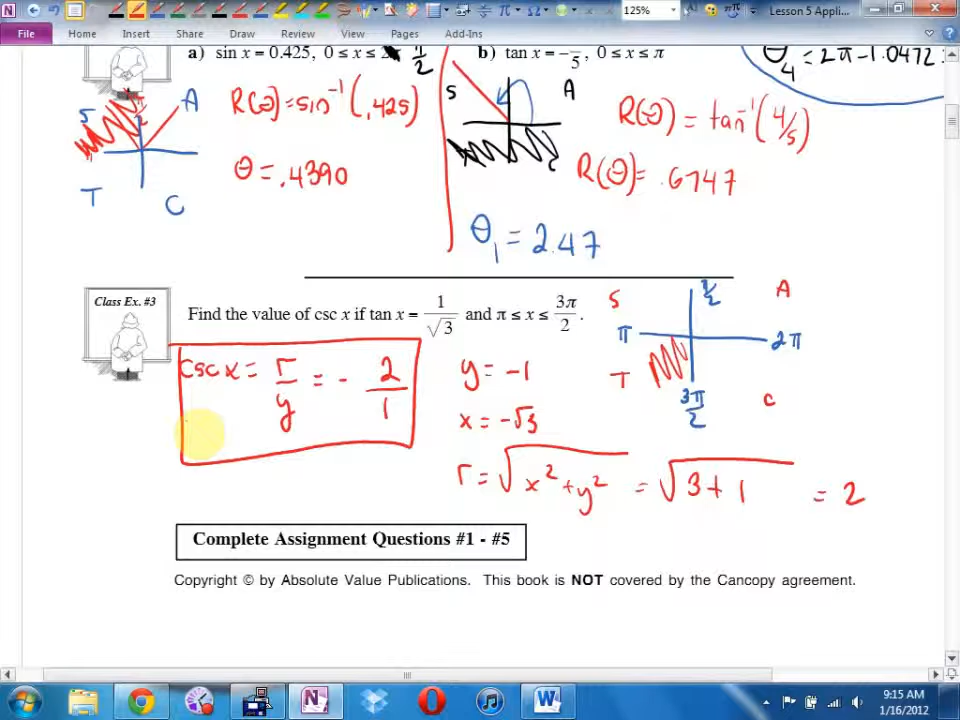 125%
Lesson 5 Appli...
File Home Insert Share Draw Review View Pages Add-Ins
a) sin x = 0.425, 0 ≤ x ≤ 1/2
b) tan x = − /5, 0 ≤ x ≤ π
θ4 = 2π - 1.0472
S A
T C
R(θ) = sin⁻¹(.425)
θ = .4390
S A
R(θ) = tan⁻¹(4/5)
R(θ) = .6747
θ1 = 2.47
Class Ex. #3
Find the value of csc x if tan x = 1/√3 and π ≤ x ≤ 3π/2.
S A
π 2π
T 3π/2 C
csc x = r/y = - 2/1
y = -1
x = -√3
r = √x² + y² = √3 + 1 = 2
Complete Assignment Questions #1 - #5
Copyright © by Absolute Value Publications. This book is NOT covered by the Cancopy agreement.
9:15 AM
1/16/2012